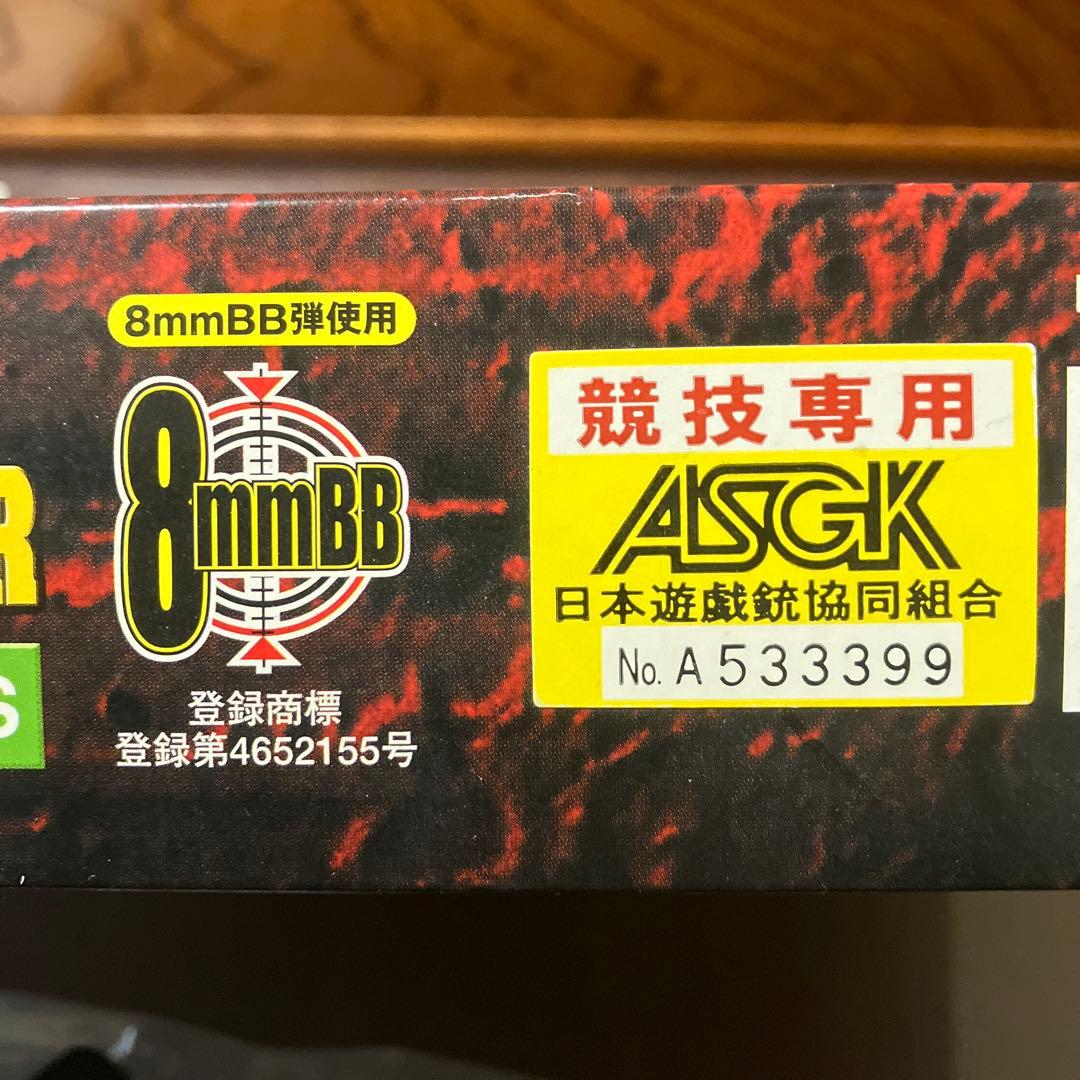 8mmBB弾使用
8mmBB
登録商標
登録第4652155号
競技専用
ASGK
日本遊戯銃協同組合
No. A533399
R
S